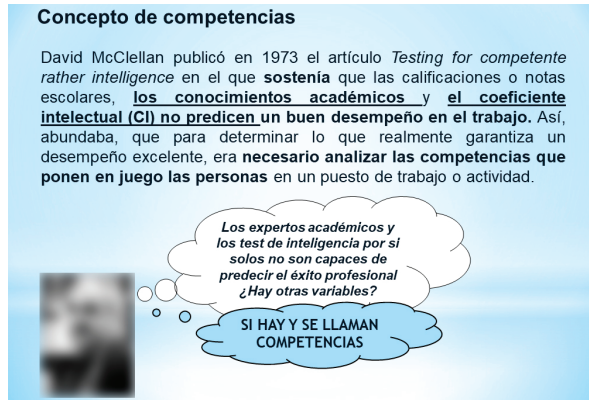 Concepto de competencias
David McClellan publicó en 1973 el artículo Testing for competente
rather intelligence en el que sostenía que las calificaciones o notas
escolares, los conocimientos académicos y el coeficiente
intelectual (CI) no predicen un buen desempeño en el trabajo. Así,
abundaba, que para determinar lo que realmente garantiza un
desempeño excelente, era necesario analizar las competencias que
ponen en juego las personas en un puesto de trabajo o actividad.
Los expertos académicos y
los test de inteligencia por si
solos no son capaces de
predecir el éxito profesional
¿Hay otras variables?
SI HAY Y SE LLAMAN
COMPETENCIAS